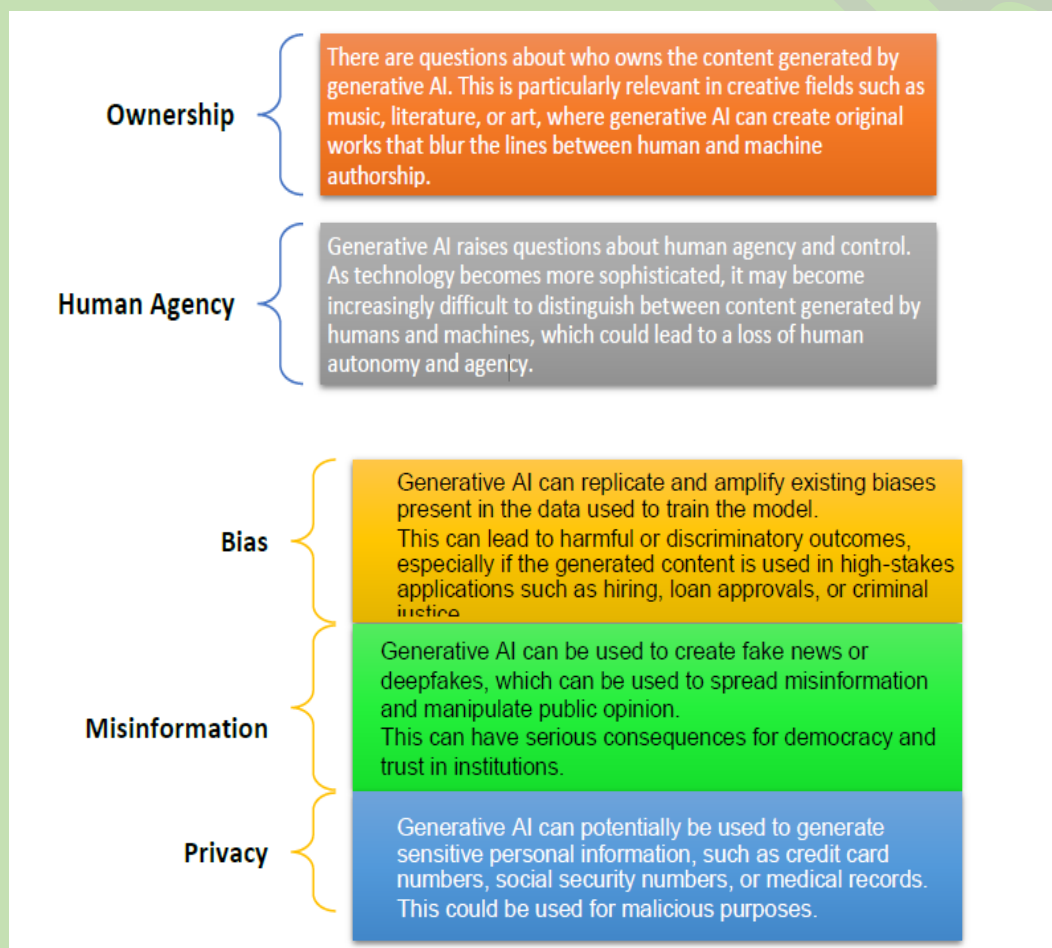 Ownership
There are questions about who owns the content generated by
generative AI. This is particularly relevant in creative fields such as
music, literature, or art, where generative AI can create original
works that blur the lines between human and machine
authorship.
Human Agency
Generative AI raises questions about human agency and control.
As technology becomes more sophisticated, it may become
increasingly difficult to distinguish between content generated by
humans and machines, which could lead to a loss of human
autonomy and agency.
Bias
Generative AI can replicate and amplify existing biases
present in the data used to train the model.
This can lead to harmful or discriminatory outcomes,
especially if the generated content is used in high-stakes
applications such as hiring, loan approvals, or criminal
justice
Misinformation
Generative AI can be used to create fake news or
deepfakes, which can be used to spread misinformation
and manipulate public opinion.
This can have serious consequences for democracy and
trust in institutions.
Privacy
Generative AI can potentially be used to generate
sensitive personal information, such as credit card
numbers, social security numbers, or medical records.
This could be used for malicious purposes.